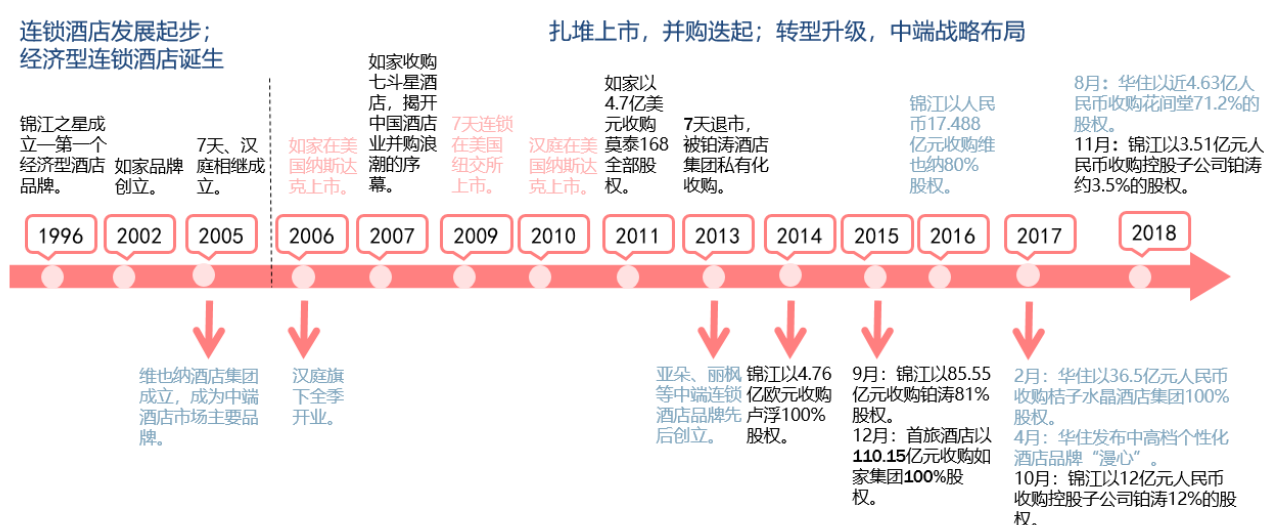 连锁酒店发展起步；
经济型连锁酒店诞生
扎堆上市，并购迭起；转型升级，中端战略布局
锦江之星成
立—第一个
经济型酒店
品牌。
如家品牌
创立。
7天、汉
庭相继成
立。
如家在美
国纳斯达
克上市。
如家收购
七斗星酒
店，揭开
中国酒店
业并购浪
潮的序
幕。
7天连锁
在美国
纽交所
上市。
汉庭在美
国纳斯达
克上市。
如家以
4.7亿美
元收购
莫泰168
全部股
权。
7天退市，
被铂涛酒店
集团私有化
收购。
锦江以人民
币17.488
亿元收购维
也纳80%
股权。
8月：华住以近4.63亿人
民币收购花间堂71.2%的
股权。
11月：锦江以3.51亿元人
民币收购控股子公司铂涛
约3.5%的股权。
1996
2002
2005
2006
2007
2009
2010
2011
2013
2014
2015
2016
2017
2018
维也纳酒店集团
成立，成为中端
酒店市场主要品
牌。
汉庭旗
下全季
开业。
亚朵、丽枫
等中端连锁
酒店品牌先
后创立。
锦江以4.76
亿欧元收购
卢浮100%
股权。
9月：锦江以85.55
亿元收购铂涛81%
股权。
12月：首旅酒店以
110.15亿元收购如
家集团100%股
权。
2月：华住以36.5亿元人民币
收购桔子水晶酒店集团100%
股权。
4月：华住发布中高档个性化
酒店品牌“漫心”。
10月：锦江以12亿元人民币
收购控股子公司铂涛12%的股
权。